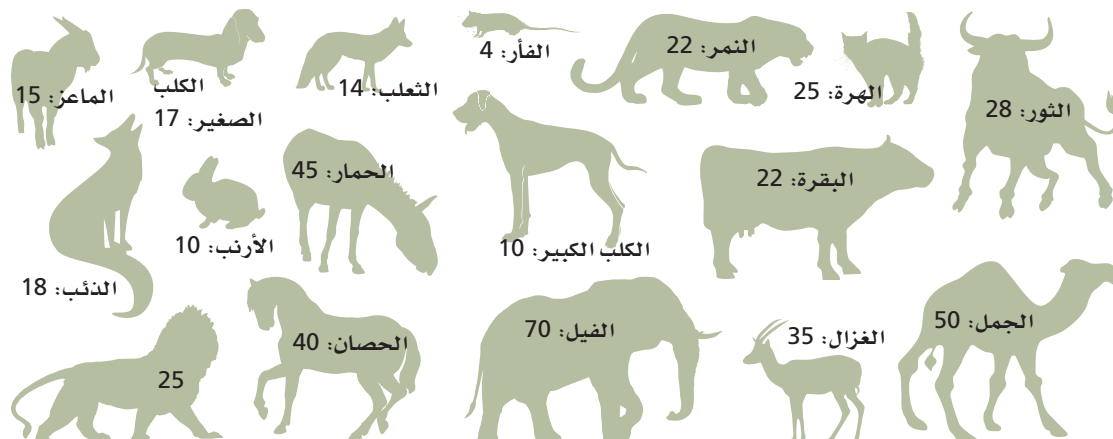 الثور: 28
الهرة: 25
النمر: 22
الفأر: 4
الثعلب: 14
الكلب
الصغير: 17
الماعز: 15
البقرة: 22
الكلب الكبير: 10
الحمار: 45
الأرنب: 10
الذئب: 18
الجمل: 50
الغزال: 35
الفيل: 70
الحصان: 40
25